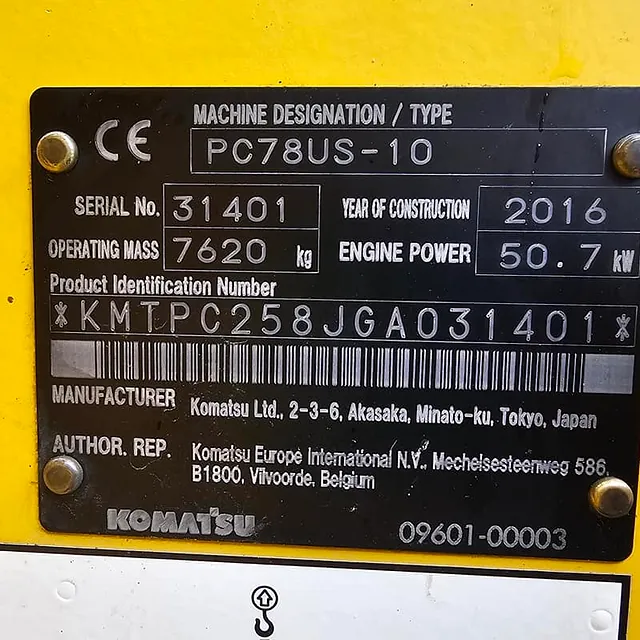 CE
MACHINE DESIGNATION / TYPE
PC78US-10
SERIAL No. 31401 YEAR OF CONSTRUCTION 2016
OPERATING MASS 7620 kg ENGINE POWER 50.7 kW
Product Identification Number
*KMTPC258JGA031401*
MANUFACTURER Komatsu Ltd., 2-3-6, Akasaka, Minato-ku, Tokyo, Japan
AUTHOR. REP. Komatsu Europe International N.V., Mechelsesteenweg 586,
B1800, Vilvoorde, Belgium
KOMATSU 09601-00003